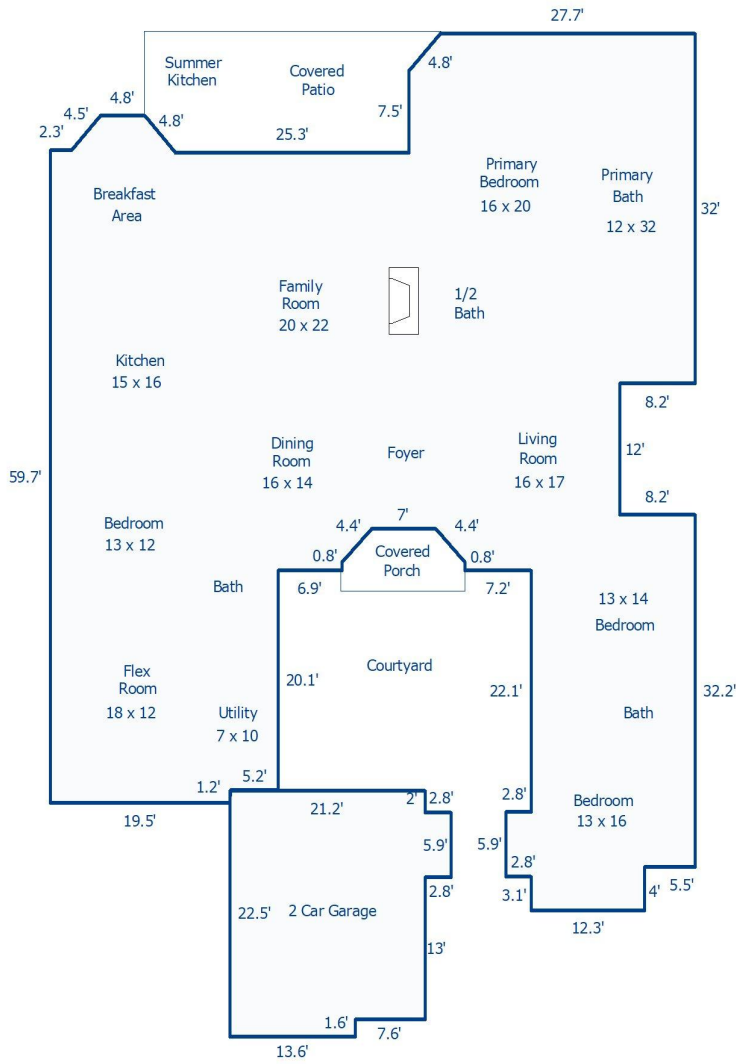 27.7'
Summer
Kitchen
Covered
Patio
4.8'
4.8'
4.5'
4.8'
7.5'
2.3'
25.3'
Breakfast
Area
Primary
Bedroom
16 x 20
Primary
Bath
12 x 32
32'
Family
Room
20 x 22
1/2
Bath
Kitchen
15 x 16
8.2'
Dining
Room
16 x 14
Foyer
Living
Room
16 x 17
12'
59.7'
8.2'
Bedroom
13 x 12
4.4'
7'
4.4'
0.8'
Covered
Porch
0.8'
6.9'
7.2'
Bath
13 x 14
Bedroom
Flex
Room
18 x 12
20.1'
Courtyard
22.1'
32.2'
Utility
7 x 10
Bath
5.2'
1.2'
19.5'
21.2'
2'
2.8'
2.8'
Bedroom
13 x 16
5.9'
5.9'
2.8'
2.8'
3.1'
4'
5.5'
22.5'
2 Car Garage
12.3'
13'
1.6'
7.6'
13.6'